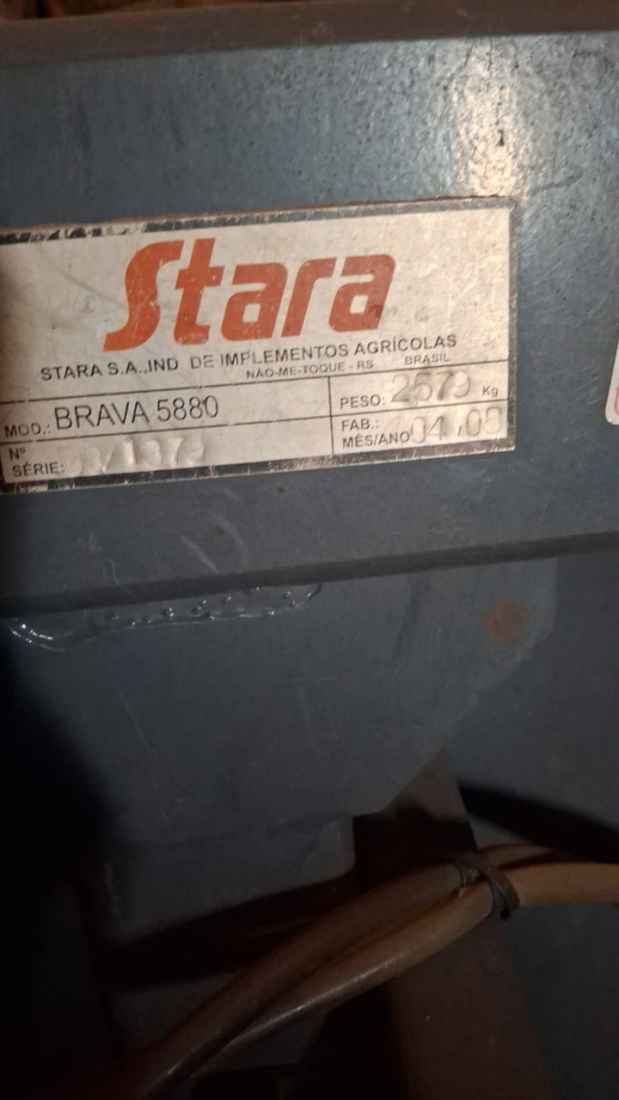 Stara
STARA S.A.,IND DE IMPLEMENTOS AGRÍCOLAS
NÃO-ME-TOQUE - RS BRASIL
MOD.: BRAVA 5880
PESO: Kg
Nº
SÉRIE:
FAB.:
MÊS/ANO